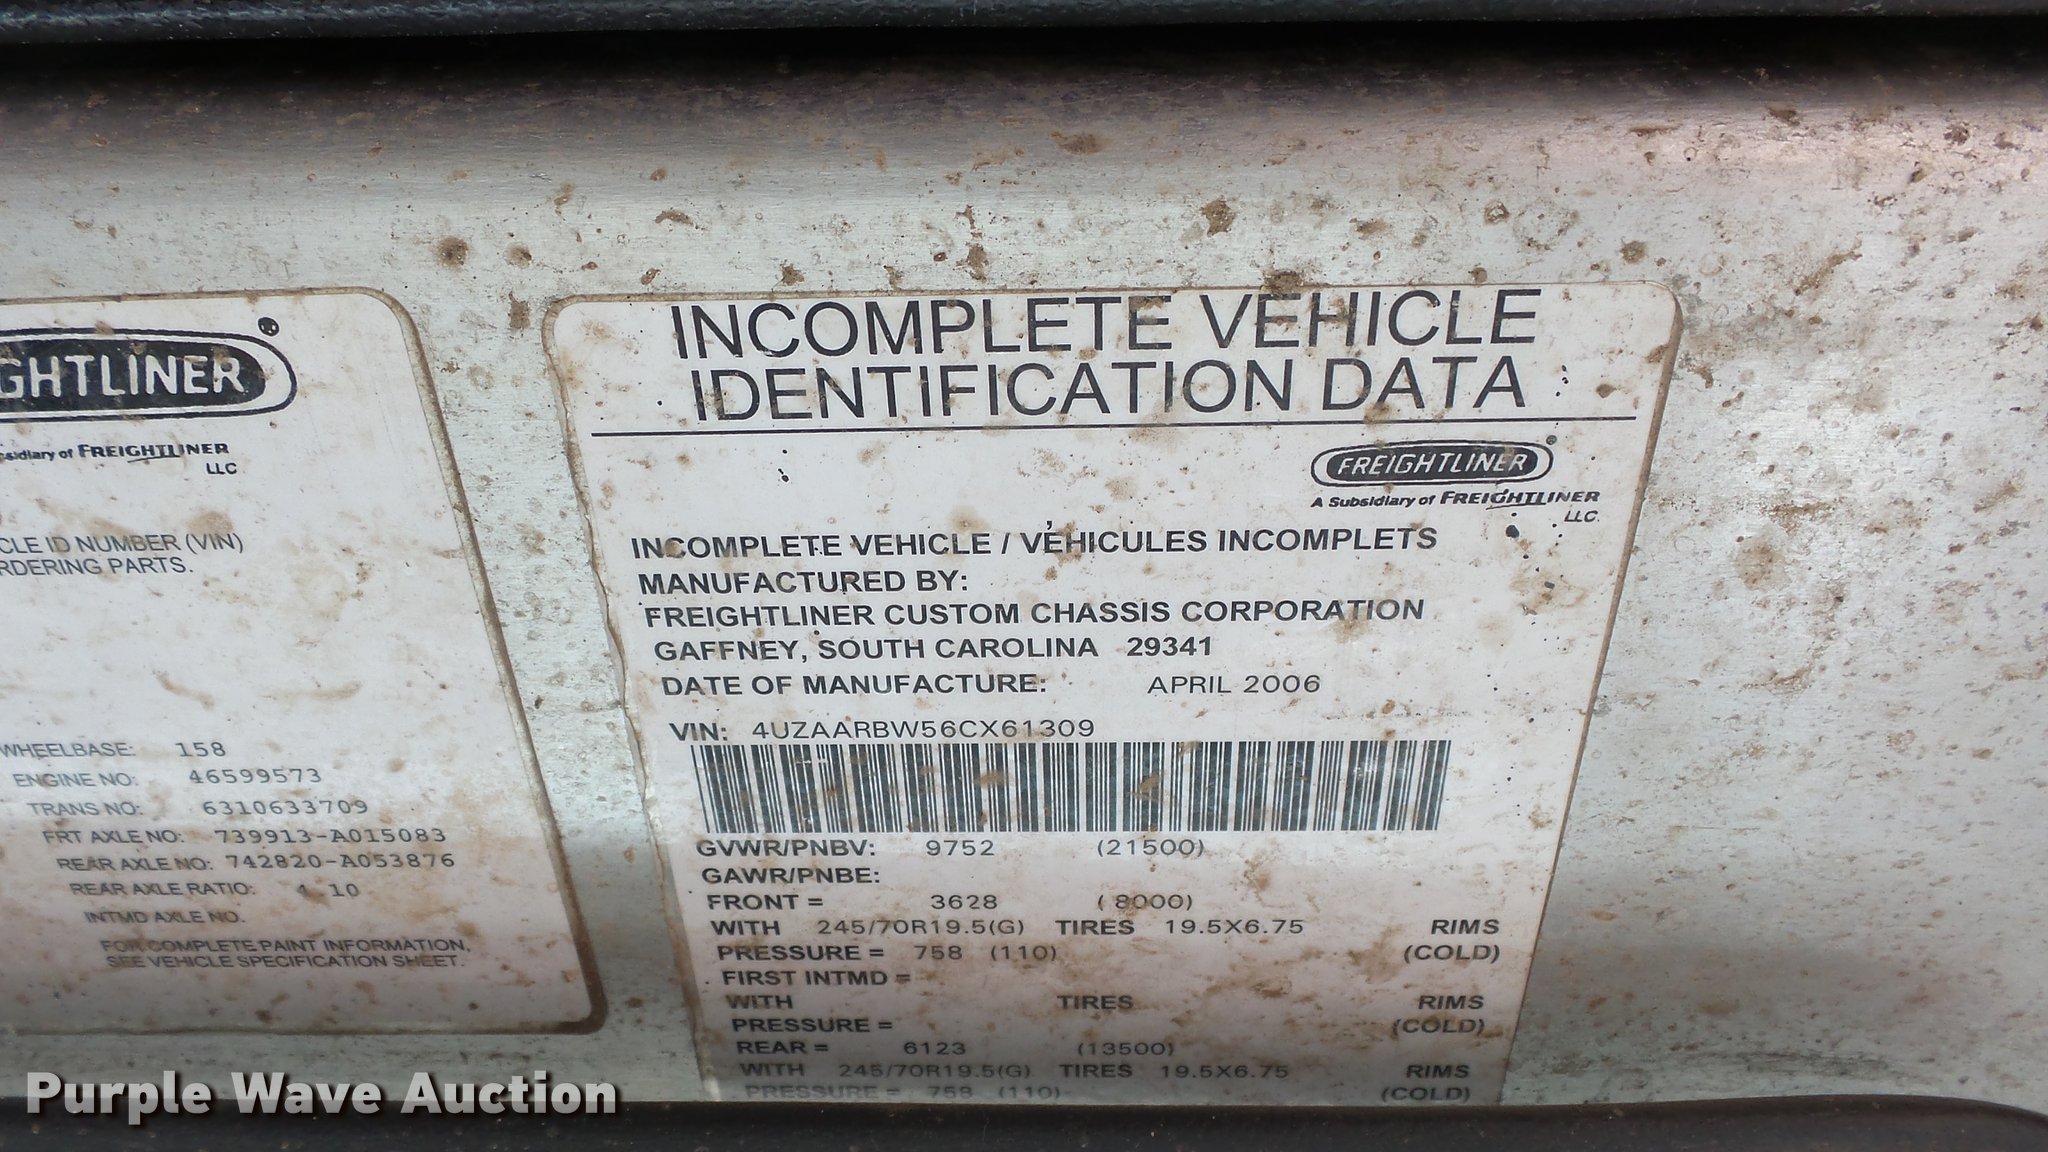 GHTLINER
sidiary of FREIGHTLINER
LLC
CLE ID NUMBER (VIN)
RDERING PARTS.
WHEELBASE: 158
ENGINE NO: 46599573
TRANS NO: 6310633709
FRT AXLE NO: 739913-A015083
REAR AXLE NO: 742820-A053876
REAR AXLE RATIO: 4.10
INTMD AXLE NO.
FOR COMPLETE PAINT INFORMATION,
SEE VEHICLE SPECIFICATION SHEET.
INCOMPLETE VEHICLE
IDENTIFICATION DATA
FREIGHTLINER
A Subsidiary of FREIGHTLINER
LLC.
INCOMPLETE VEHICLE / VEHICULES INCOMPLETS
MANUFACTURED BY:
FREIGHTLINER CUSTOM CHASSIS CORPORATION
GAFFNEY, SOUTH CAROLINA 29341
DATE OF MANUFACTURE: APRIL 2006
VIN: 4UZAARBW56CX61309
GVWR/PNBV: 9752 (21500)
GAWR/PNBE:
FRONT = 3628 (8000)
WITH 245/70R19.5(G) TIRES 19.5X6.75 RIMS
PRESSURE = 758 (110) (COLD)
FIRST INTMD =
WITH TIRES RIMS
PRESSURE = (COLD)
REAR = 6123 (13500)
WITH 245/70R19.5(G) TIRES 19.5X6.75 RIMS
PRESSURE = 758 (110) (COLD)
Purple Wave Auction